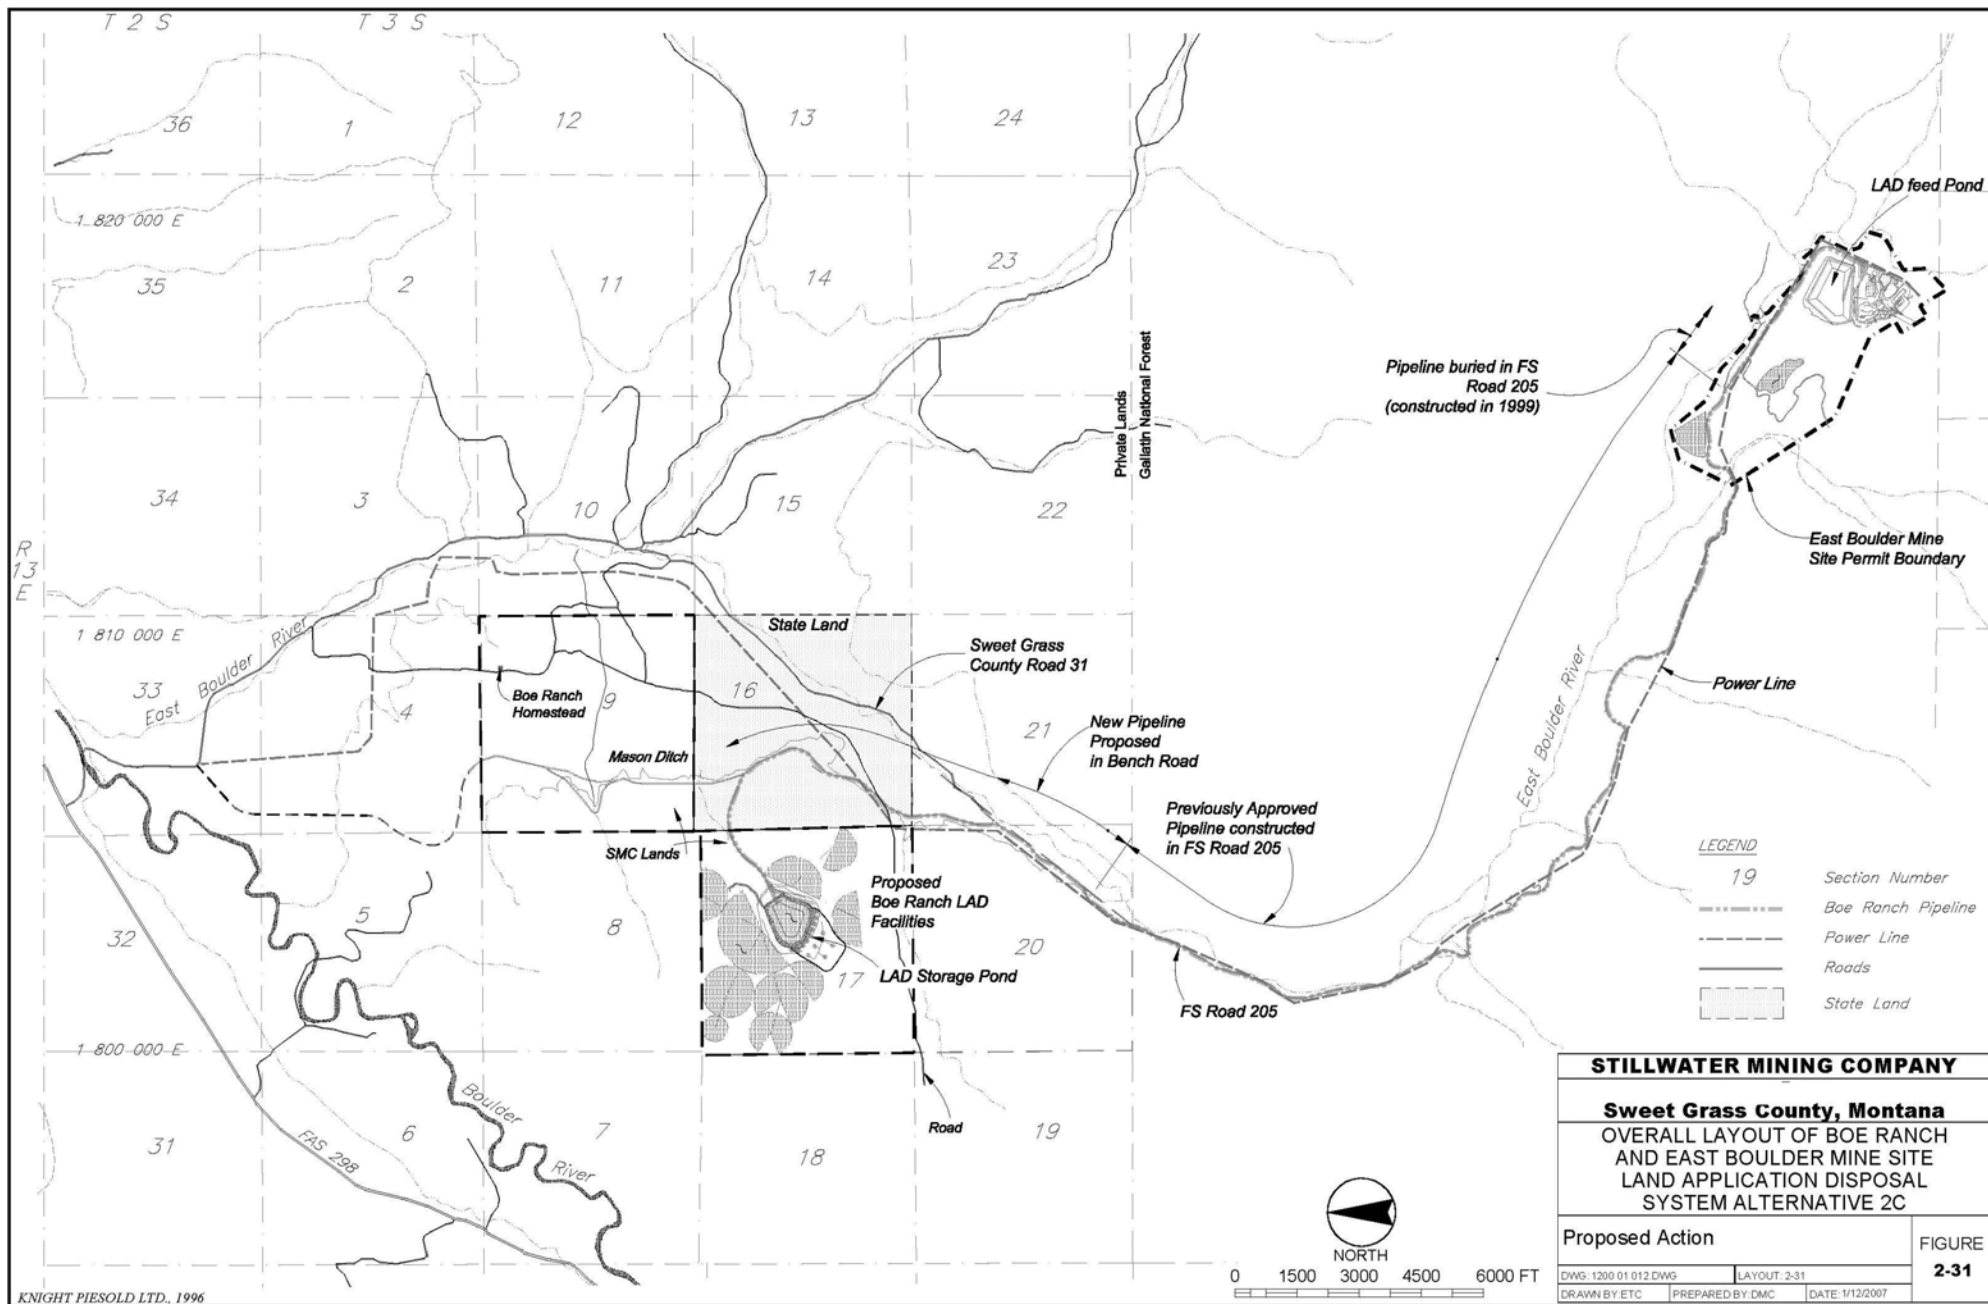 T 2 S
T 3 S
36
1
12
13
24
LAD feed Pond
1 820 000 E
35
2
11
14
23
Private Lands
Gallatin National Forest
Pipeline buried in FS
Road 205
(constructed in 1999)
34
3
10
15
22
East Boulder Mine
Site Permit Boundary
R
13
E
1 810 000 E
State Land
Sweet Grass
County Road 31
33
East Boulder River
4
Boe Ranch
Homestead
9
16
21
Power Line
New Pipeline
Proposed
in Bench Road
Mason Ditch
East Boulder River
Previously Approved
Pipeline constructed
in FS Road 205
SMC Lands
Proposed
Boe Ranch LAD
Facilities
LEGEND
19 Section Number
Boe Ranch Pipeline
Power Line
Roads
State Land
32
5
8
17
20
LAD Storage Pond
FS Road 205
1 800 000 E
Boulder River
FAS 298
31
6
7
18
19
Road
NORTH
0 1500 3000 4500 6000 FT
STILLWATER MINING COMPANY
Sweet Grass County, Montana
OVERALL LAYOUT OF BOE RANCH
AND EAST BOULDER MINE SITE
LAND APPLICATION DISPOSAL
SYSTEM ALTERNATIVE 2C
Proposed Action
FIGURE
2-31
DWG: 1200 01 012.DWG
LAYOUT: 2-31
DRAWN BY: ETC
PREPARED BY: DMC
DATE: 1/12/2007
KNIGHT PIESOLD LTD., 1996